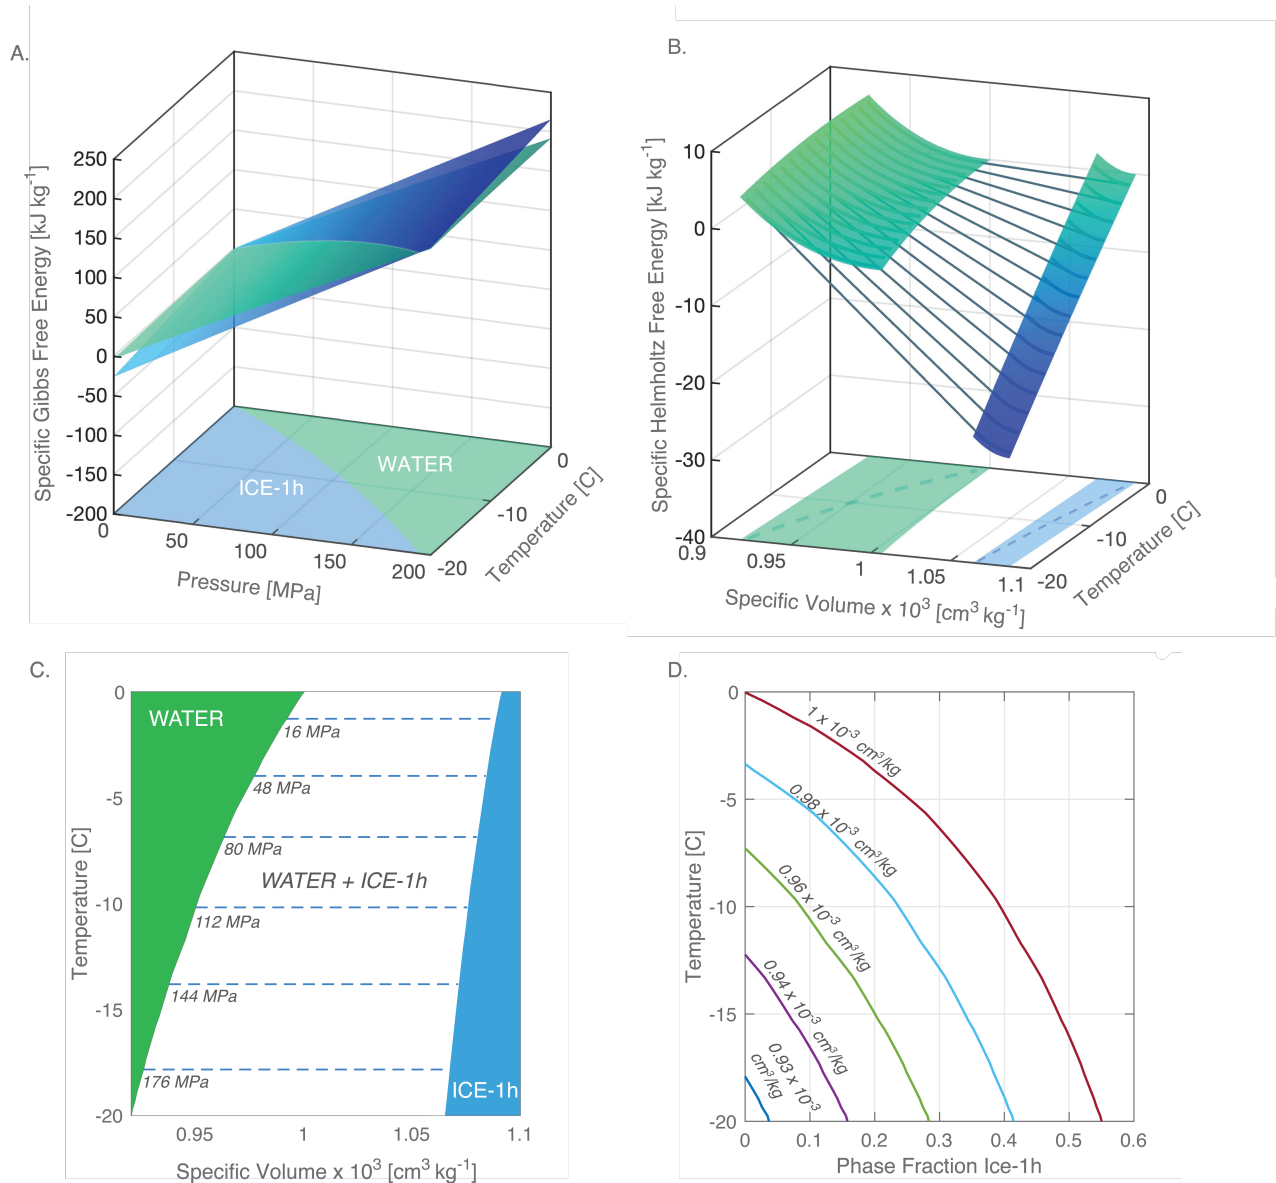 A.
Specific Gibbs Free Energy [kJ kg⁻¹]
250
200
150
100
50
0
-50
-100
-150
-200
WATER
ICE-1h
0
50
100
150
200
Pressure [MPa]
0
-10
-20
Temperature [C]
B.
Specific Helmholtz Free Energy [kJ kg⁻¹]
10
0
-10
-20
-30
-40
0.9
0.95
1
1.05
1.1
Specific Volume x 10³ [cm³ kg⁻¹]
0
-10
-20
Temperature [C]
C.
Temperature [C]
0
-5
-10
-15
-20
WATER
16 MPa
48 MPa
80 MPa
WATER + ICE-1h
112 MPa
144 MPa
176 MPa
ICE-1h
0.95
1
1.05
1.1
Specific Volume x 10³ [cm³ kg⁻¹]
D.
Temperature [C]
0
-5
-10
-15
-20
1 x 10⁻³ cm³/kg
0.98 x 10⁻³ cm³/kg
0.96 x 10⁻³ cm³/kg
0.94 x 10⁻³ cm³/kg
0.93 x 10⁻³
cm³/kg
0
0.1
0.2
0.3
0.4
0.5
0.6
Phase Fraction Ice-1h